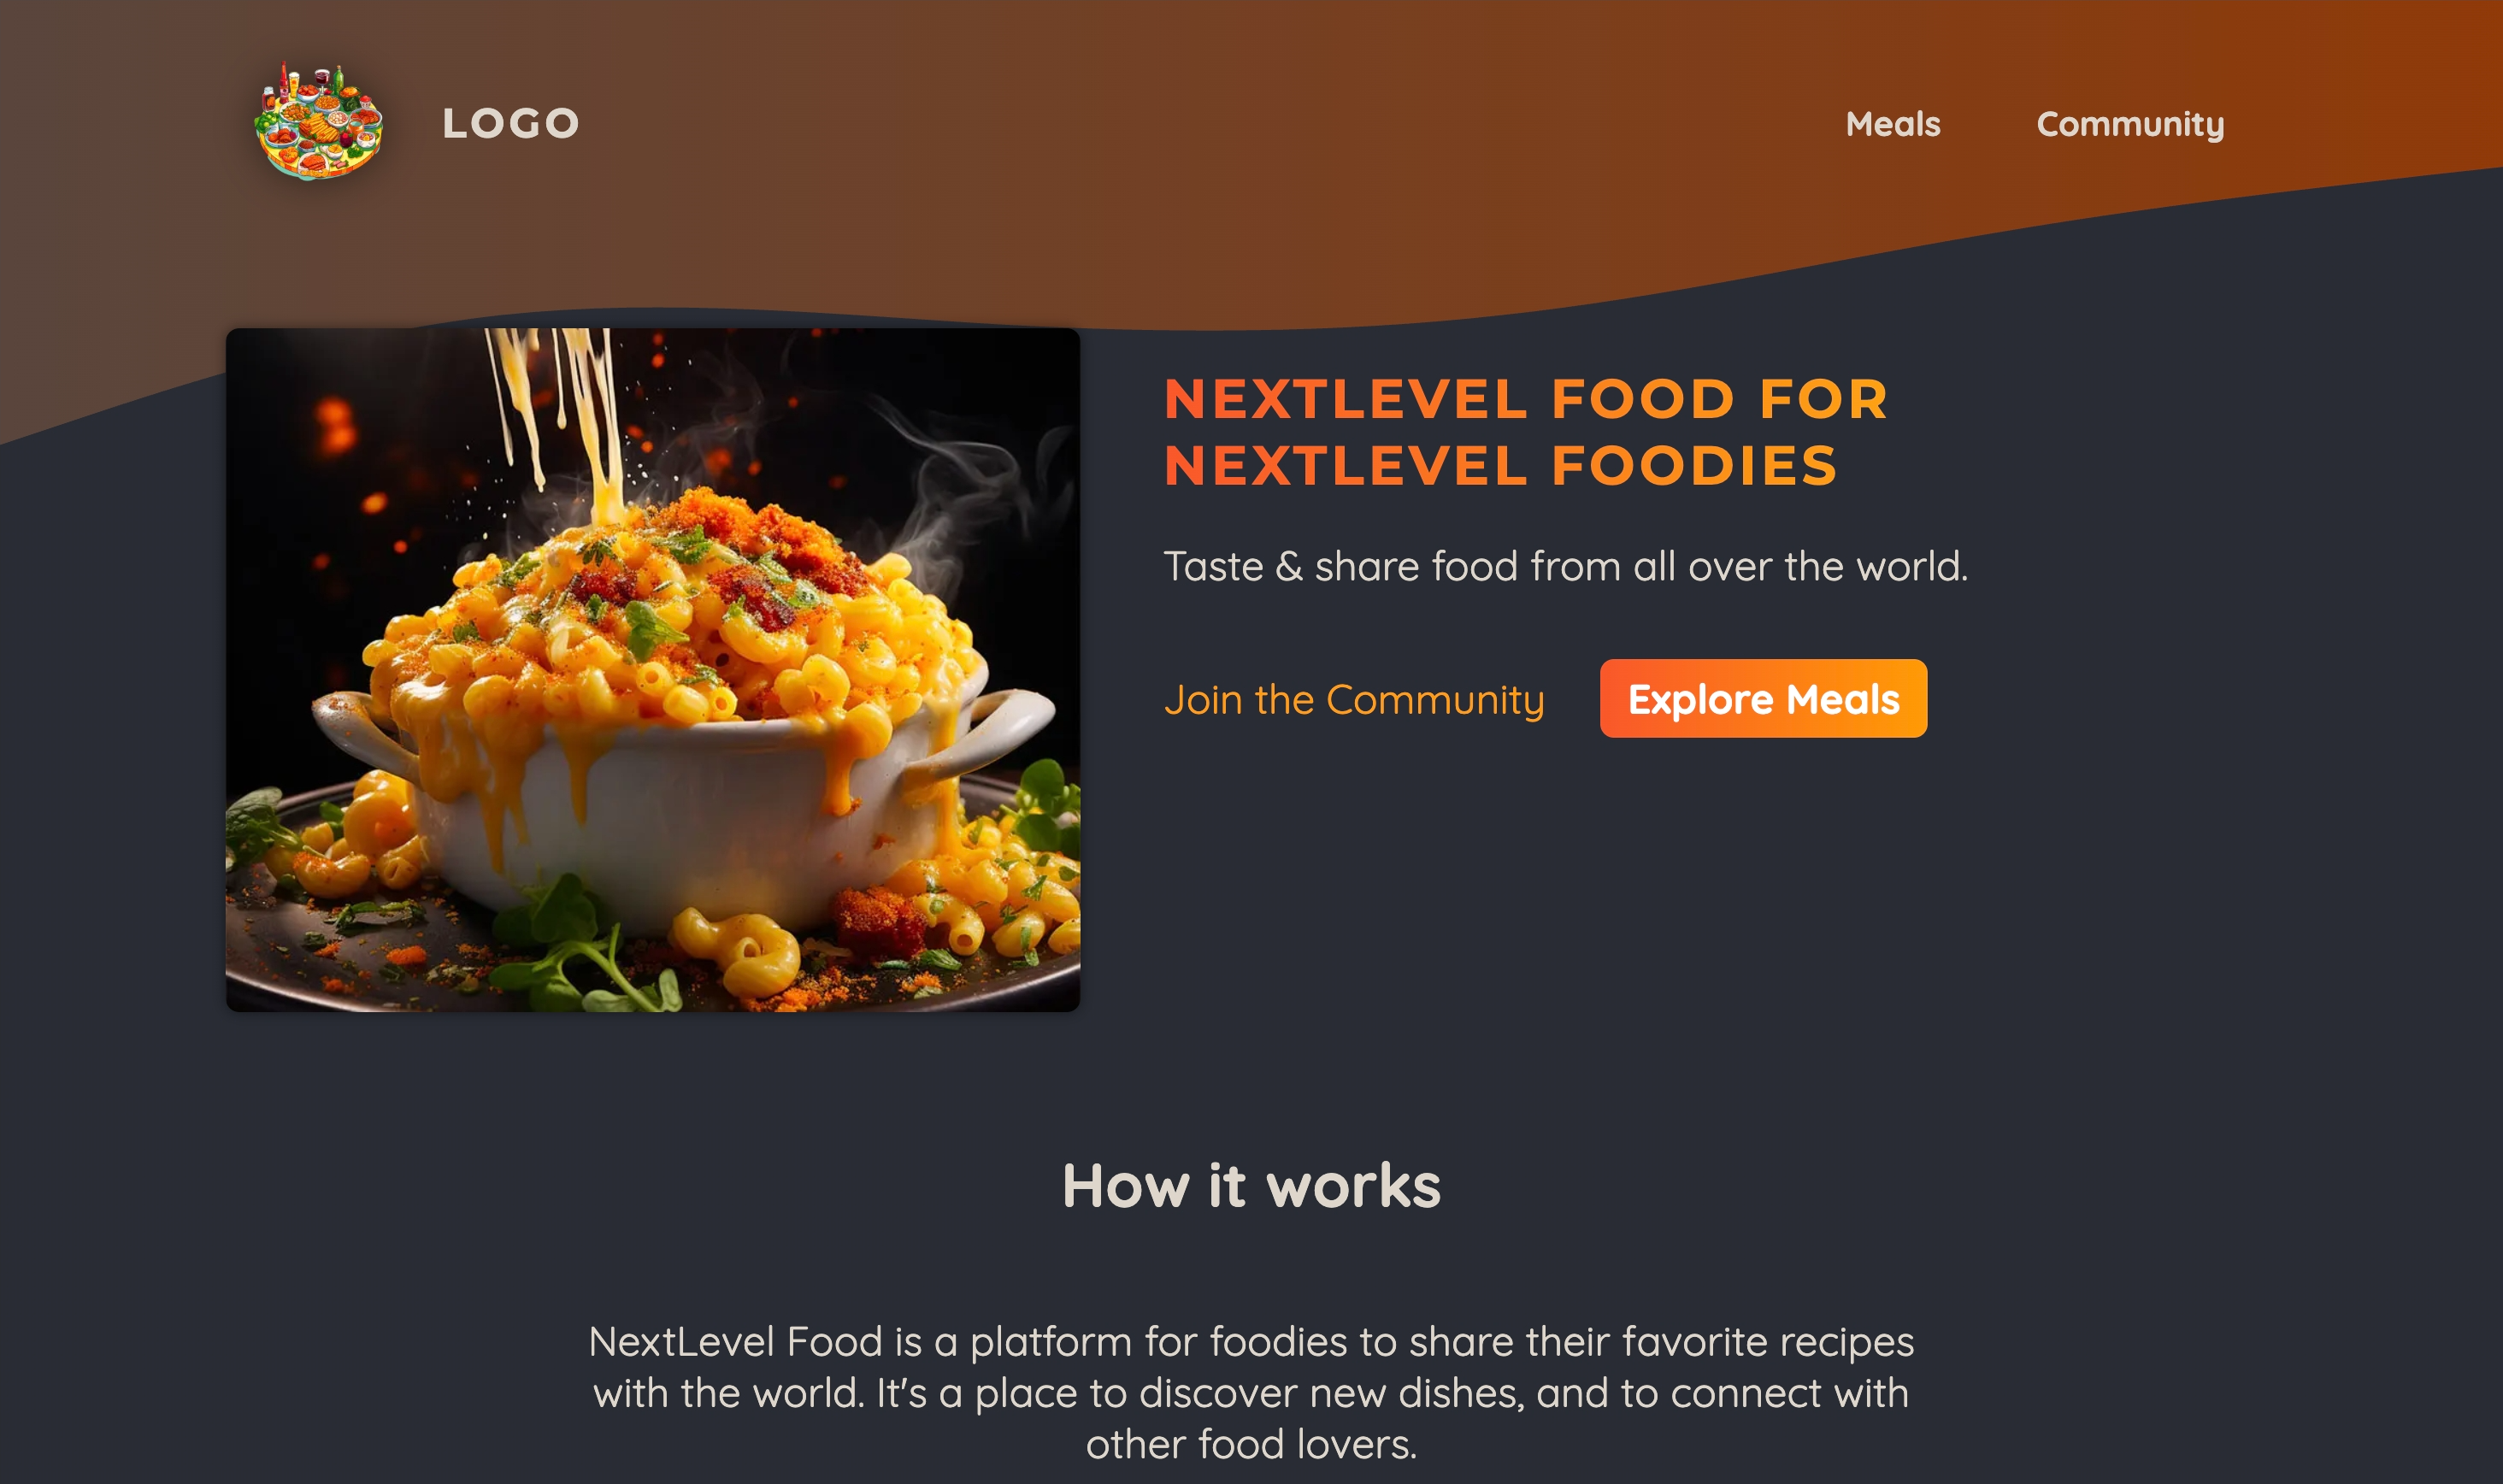 LOGO
Meals
Community
NEXTLEVEL FOOD FOR
NEXTLEVEL FOODIES
Taste & share food from all over the world.
Join the Community
Explore Meals
How it works
NextLevel Food is a platform for foodies to share their favorite recipes
with the world. It's a place to discover new dishes, and to connect with
other food lovers.